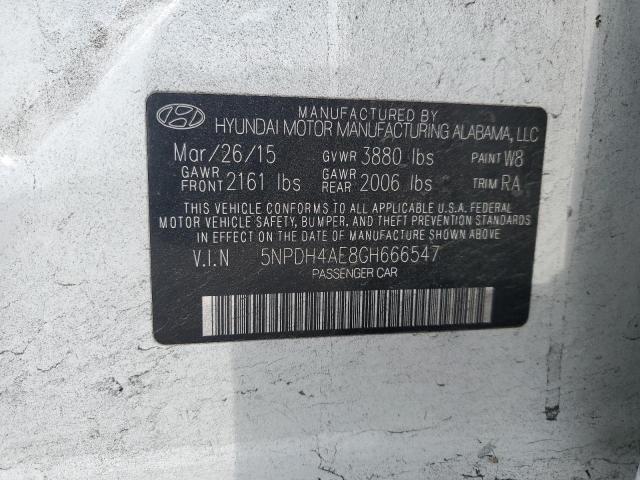 MANUFACTURED BY
HYUNDAI MOTOR MANUFACTURING ALABAMA, LLC
Mar/26/15 GVWR 3880 lbs PAINT W8
GAWR FRONT 2161 lbs GAWR REAR 2006 lbs TRIM RA
THIS VEHICLE CONFORMS TO ALL APPLICABLE U.S.A. FEDERAL
MOTOR VEHICLE SAFETY, BUMPER, AND THEFT PREVENTION STANDARDS
IN EFFECT ON THE DATE OF MANUFACTURE SHOWN ABOVE.
V.I.N 5NPDH4AE8GH666547
PASSENGER CAR